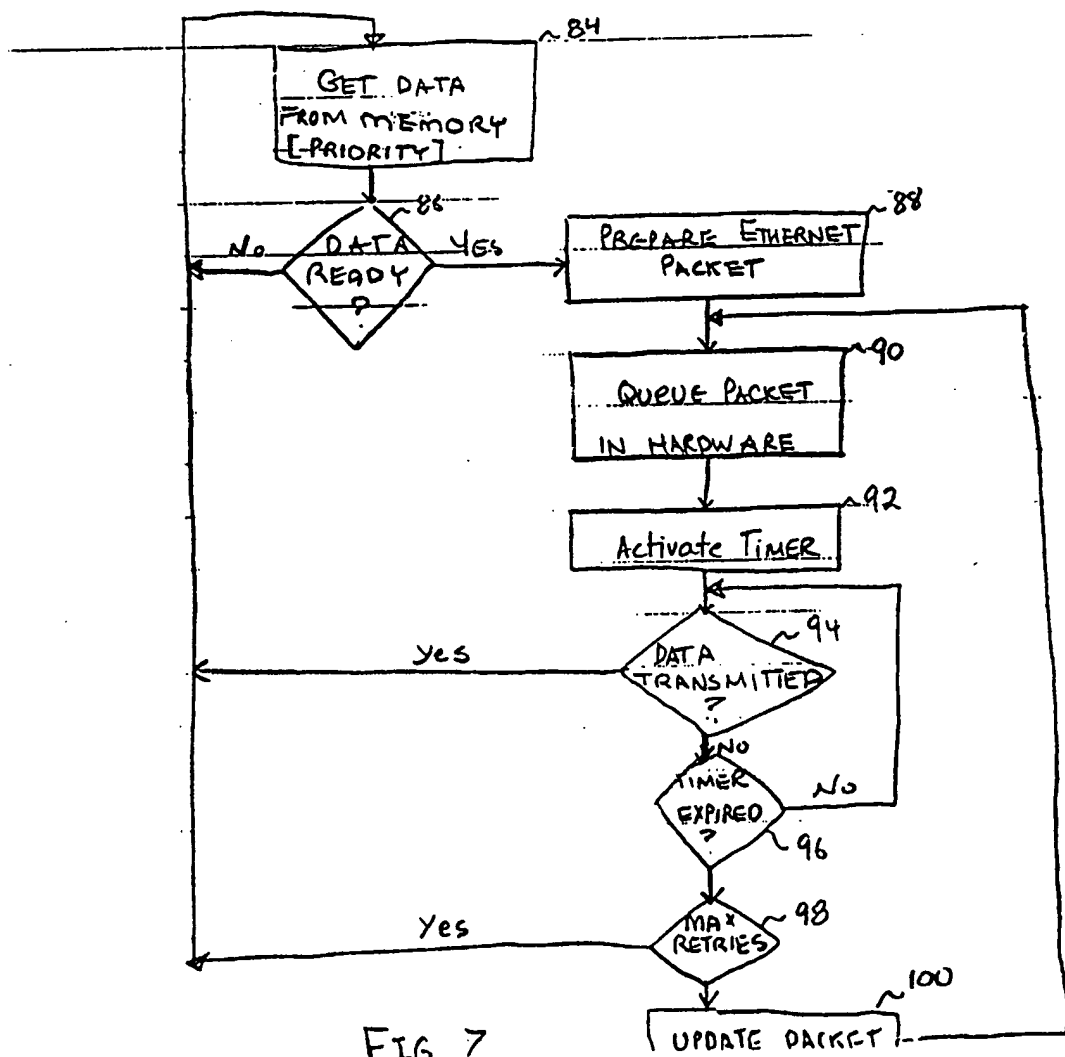 84
GET DATA
FROM MEMORY
[PRIORITY]
86
No
DATA
READY
?
YES
88
PREPARE ETHERNET
PACKET
90
QUEUE PACKET
IN HARDWARE
92
Activate TIMER
94
Yes
DATA
TRANSMITTED
?
No
TIMER
EXPIRED
?
No
96
Yes
MAX
RETRIES
98
100
UPDATE PACKET
FIG 7